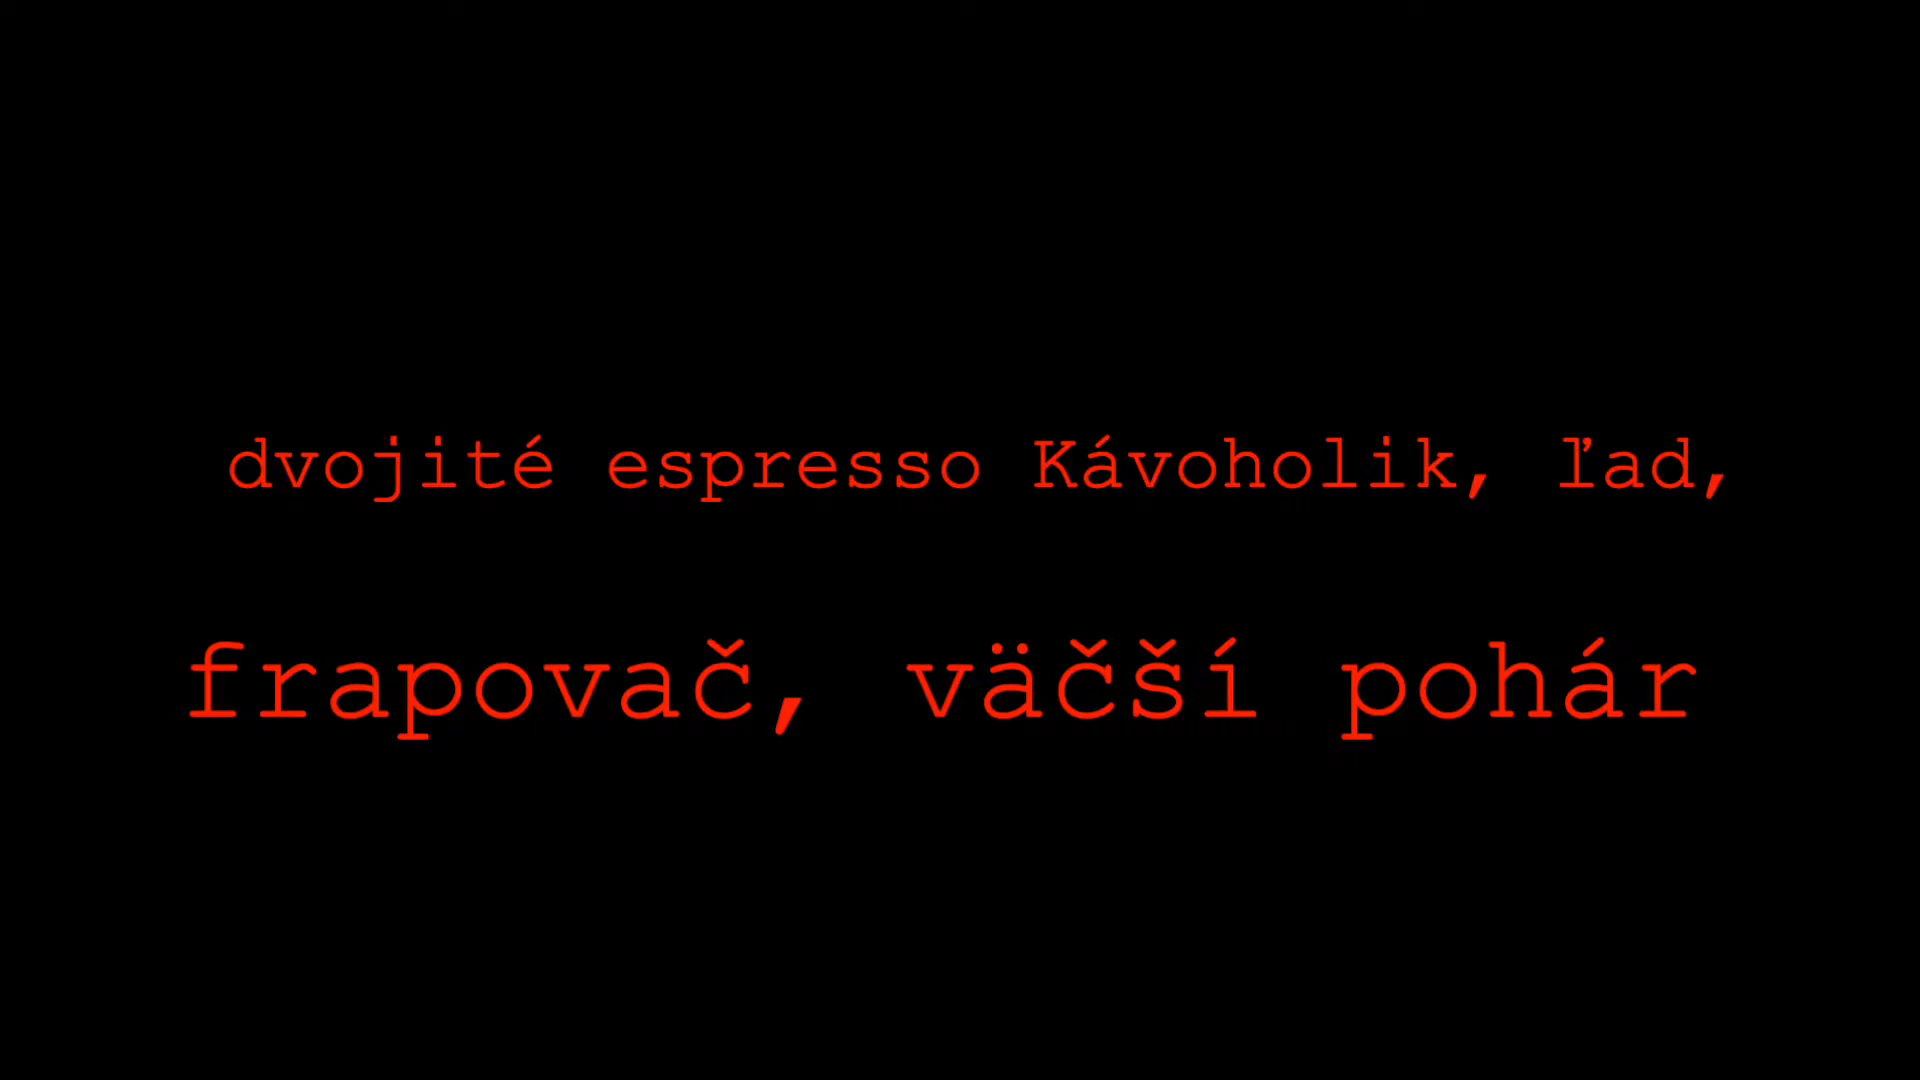 dvojité espresso Kávoholik, ľad,
frapovač, väčší pohár